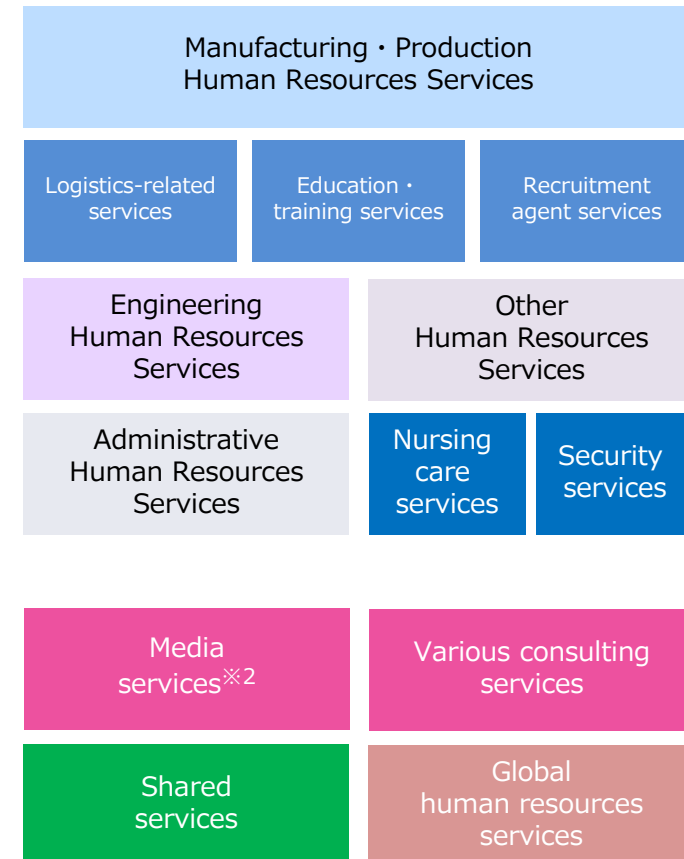 Manufacturing・Production
Human Resources Services
Logistics-related
services
Education・
training services
Recruitment
agent services
Engineering
Human Resources
Services
Other
Human Resources
Services
Administrative
Human Resources
Services
Nursing
care
services
Security
services
Media
services※2
Various consulting
services
Shared
services
Global
human resources
services